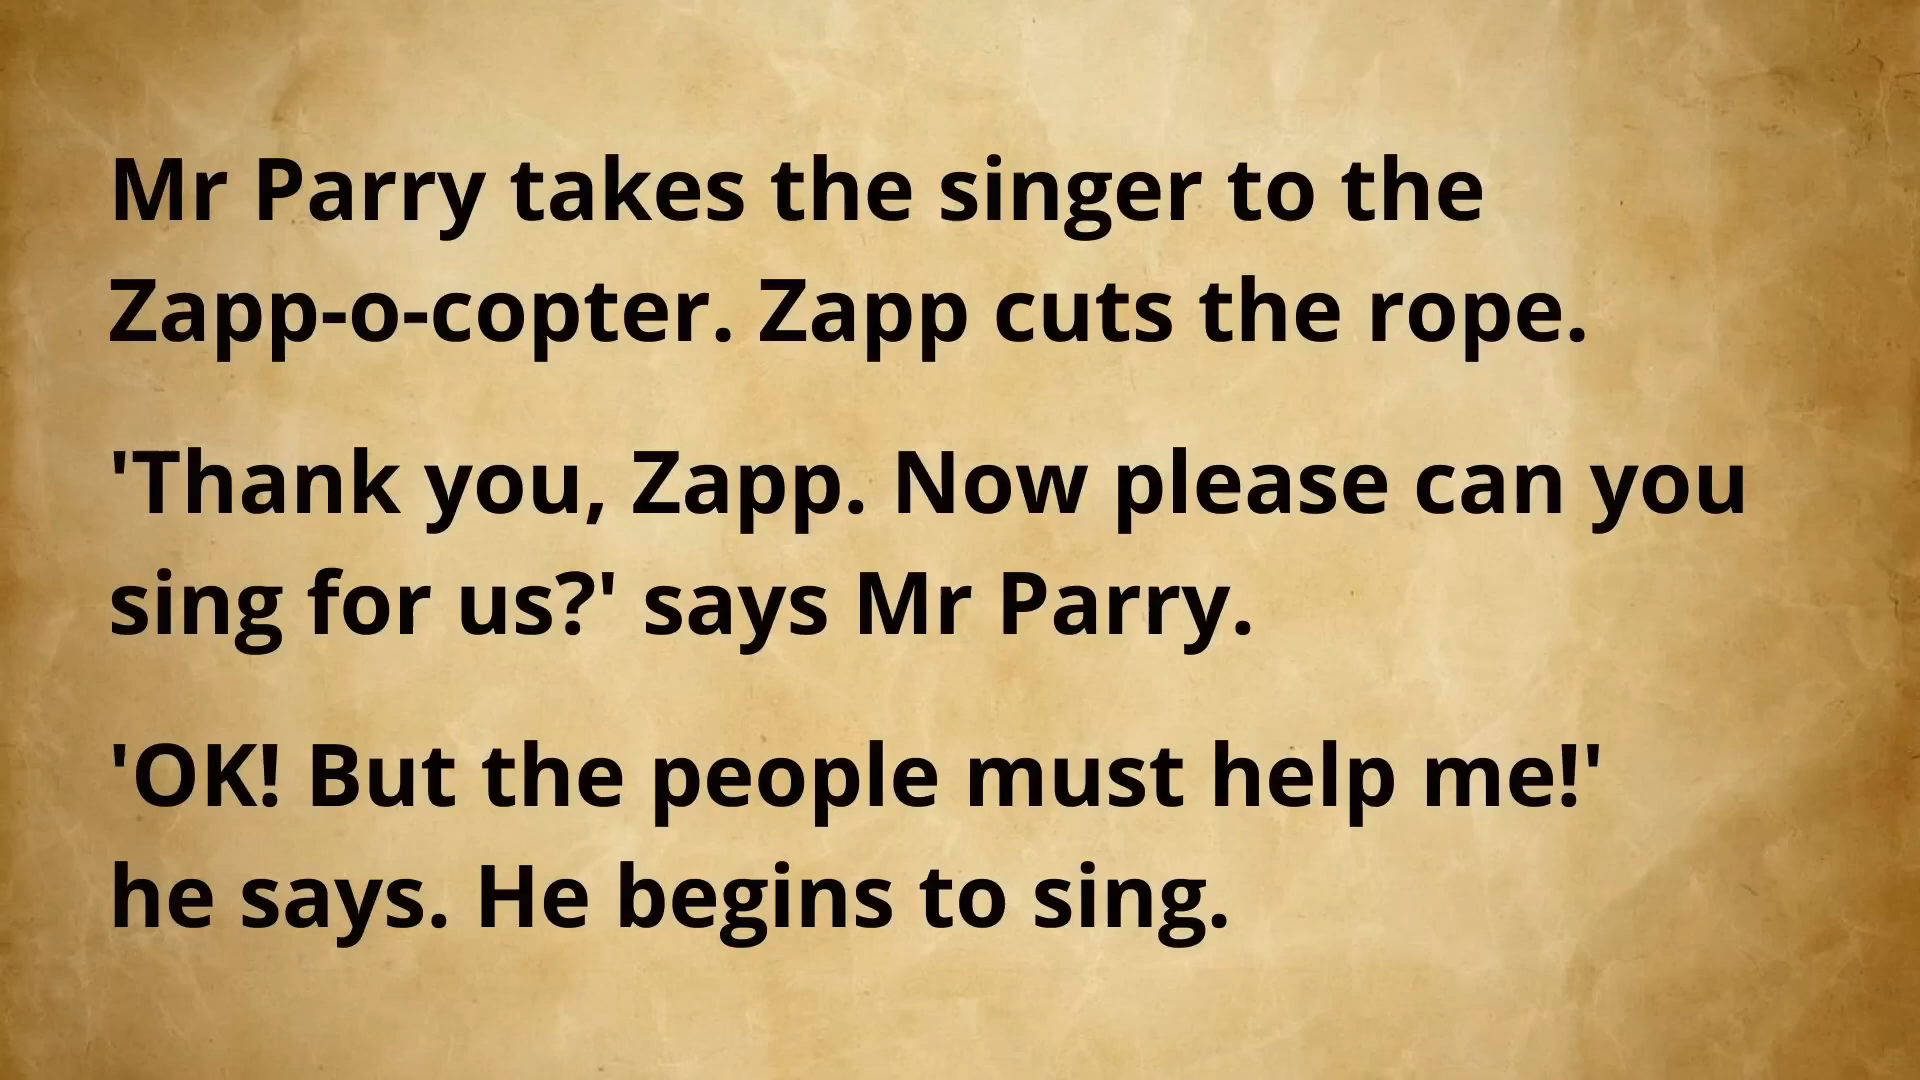 Mr Parry takes the singer to the
Zapp-o-copter. Zapp cuts the rope.
'Thank you, Zapp. Now please can you
sing for us?' says Mr Parry.
'OK! But the people must help me!'
he says. He begins to sing.